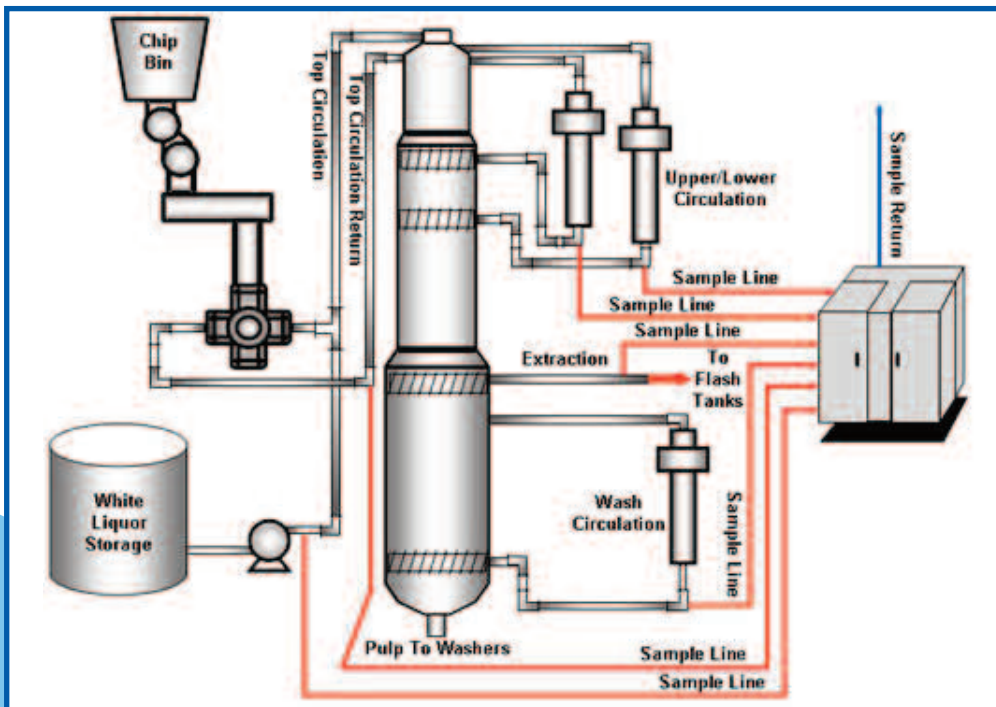 Chip
Bin
Top Circulation
Top Circulation Return
Upper/Lower
Circulation
Sample Return
Sample Line
Sample Line
Sample Line
Extraction
To
Flash
Tanks
White
Liquor
Storage
Wash
Circulation
Sample Line
Pulp To Washers
Sample Line
Sample Line